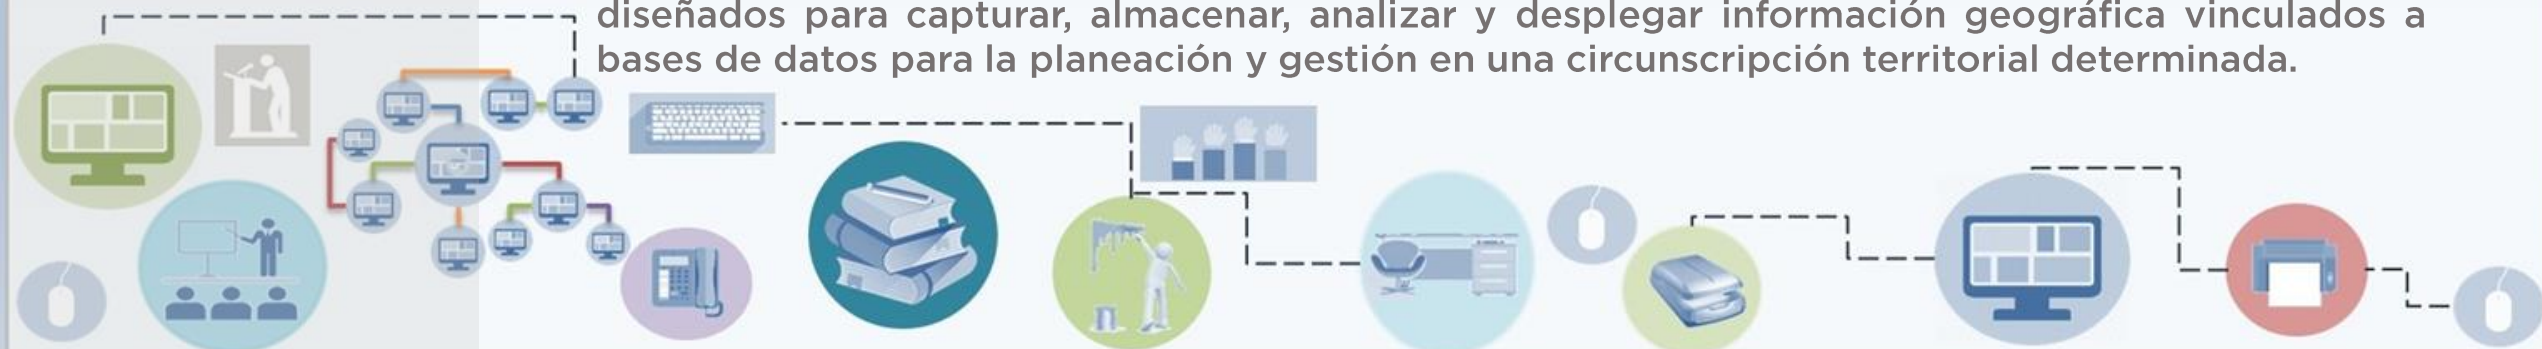 diseñados para capturar, almacenar, analizar y desplegar información geográfica vinculados a
bases de datos para la planeación y gestión en una circunscripción territorial determinada.